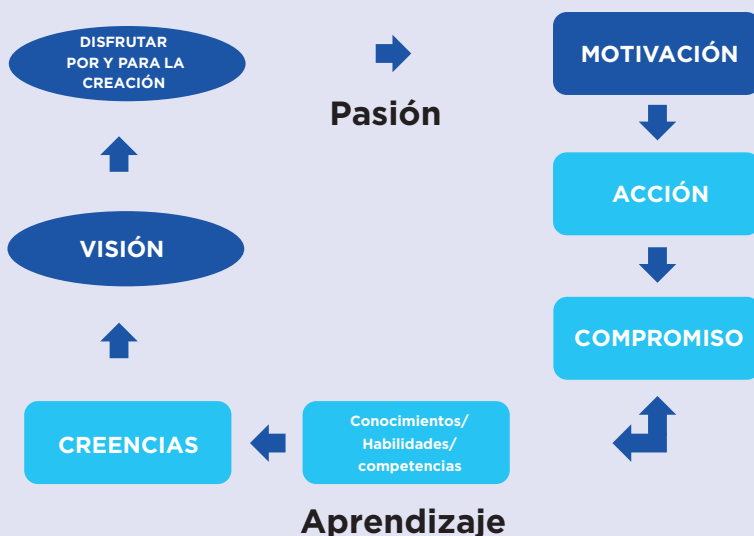 DISFRUTAR
POR Y PARA LA
CREACIÓN
Pasión
MOTIVACIÓN
ACCIÓN
VISIÓN
COMPROMISO
CREENCIAS
Conocimientos/
Habilidades/
competencias
Aprendizaje